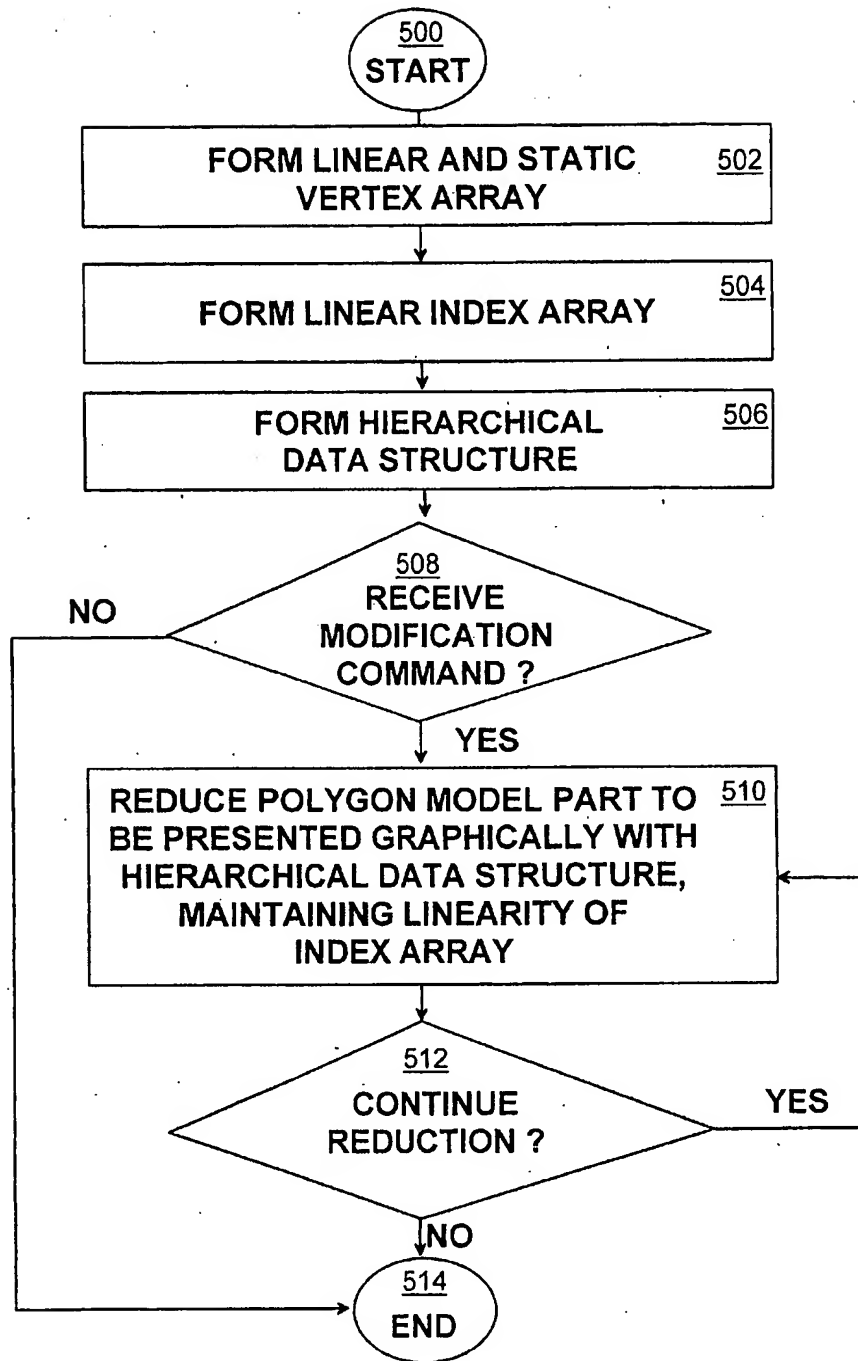 500
START
FORM LINEAR AND STATIC 502
VERTEX ARRAY
504
FORM LINEAR INDEX ARRAY
FORM HIERARCHICAL 506
DATA STRUCTURE
508
NO RECEIVE
MODIFICATION
COMMAND ?
YES
REDUCE POLYGON MODEL PART TO 510
BE PRESENTED GRAPHICALLY WITH
HIERARCHICAL DATA STRUCTURE,
MAINTAINING LINEARITY OF
INDEX ARRAY
512
CONTINUE YES
REDUCTION ?
NO
514
END